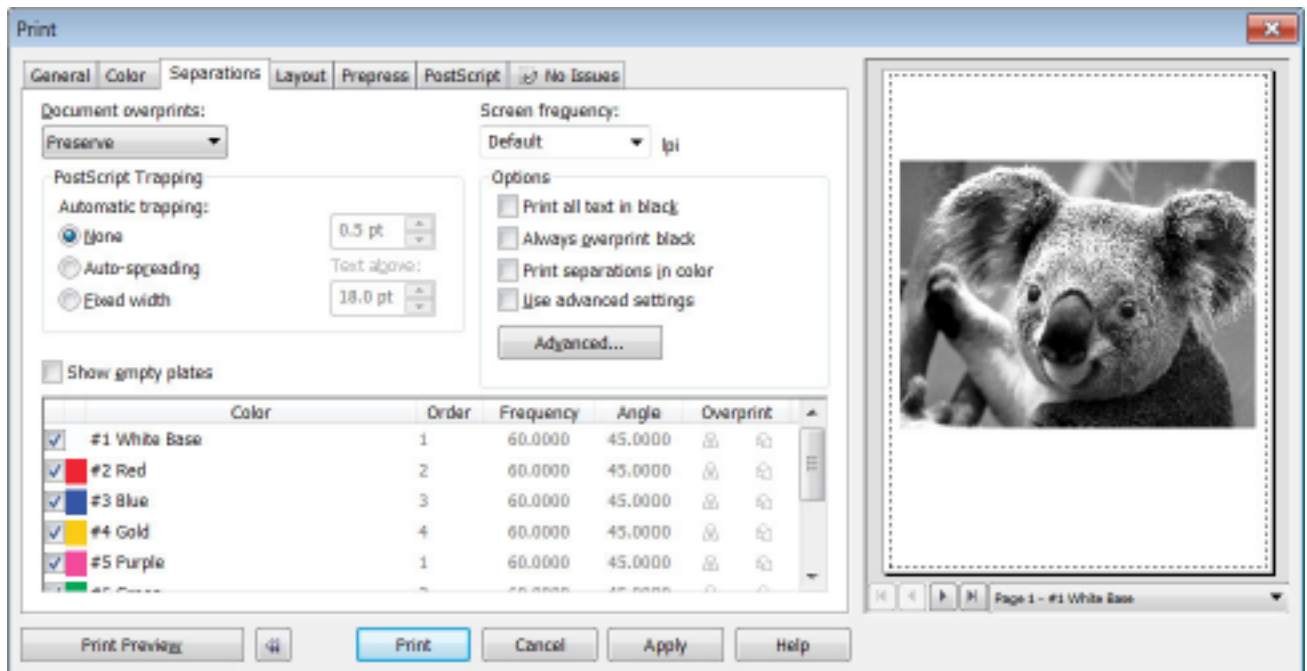 Print
General Color Separations Layout Prepress PostScript No Issues
Document overprints:
Preserve
Screen frequency:
Default lpi
PostScript Trapping
Automatic trapping:
None 0.5 pt
Auto-spreading Text above:
Fixed width 18.0 pt
Options
Print all text in black
Always overprint black
Print separations in color
Use advanced settings
Advanced...
Show empty plates
Color Order Frequency Angle Overprint
#1 White Base 1 60.0000 45.0000
#2 Red 2 60.0000 45.0000
#3 Blue 3 60.0000 45.0000
#4 Gold 4 60.0000 45.0000
#5 Purple 1 60.0000 45.0000
Page 1 - #1 White Base
Print Preview Print Cancel Apply Help